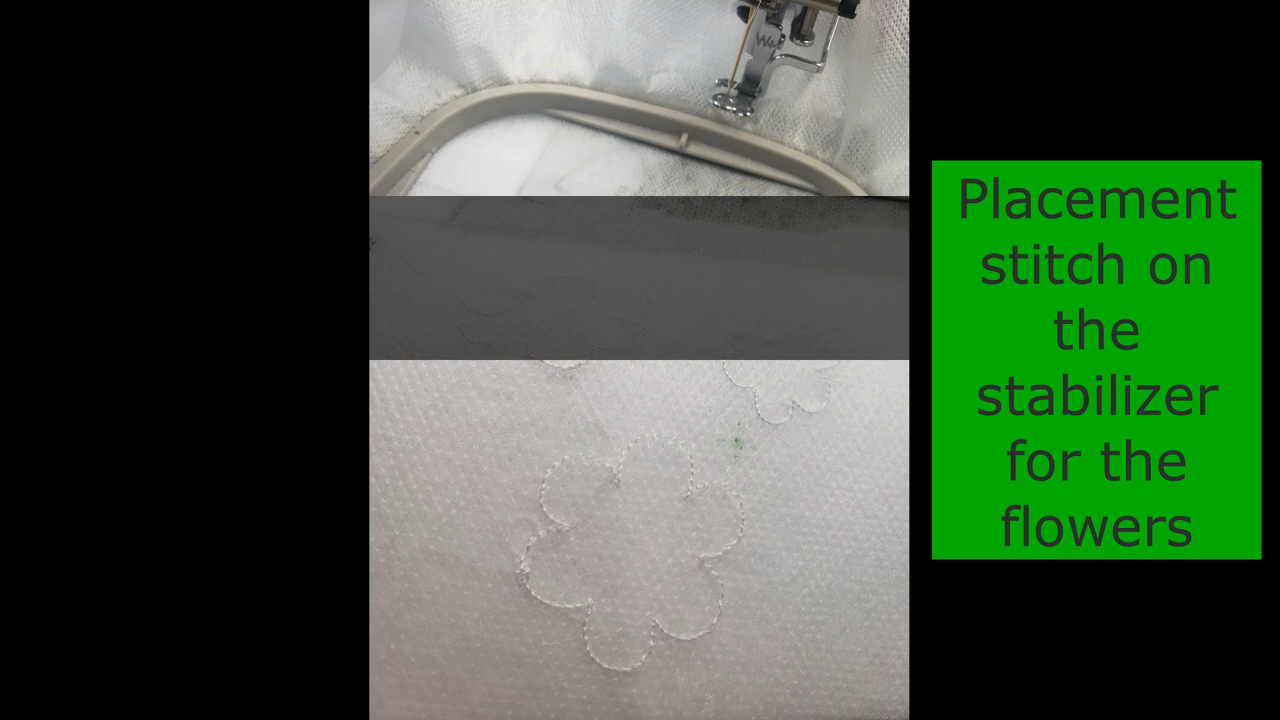 Placement
stitch on
the
stabilizer
for the
flowers